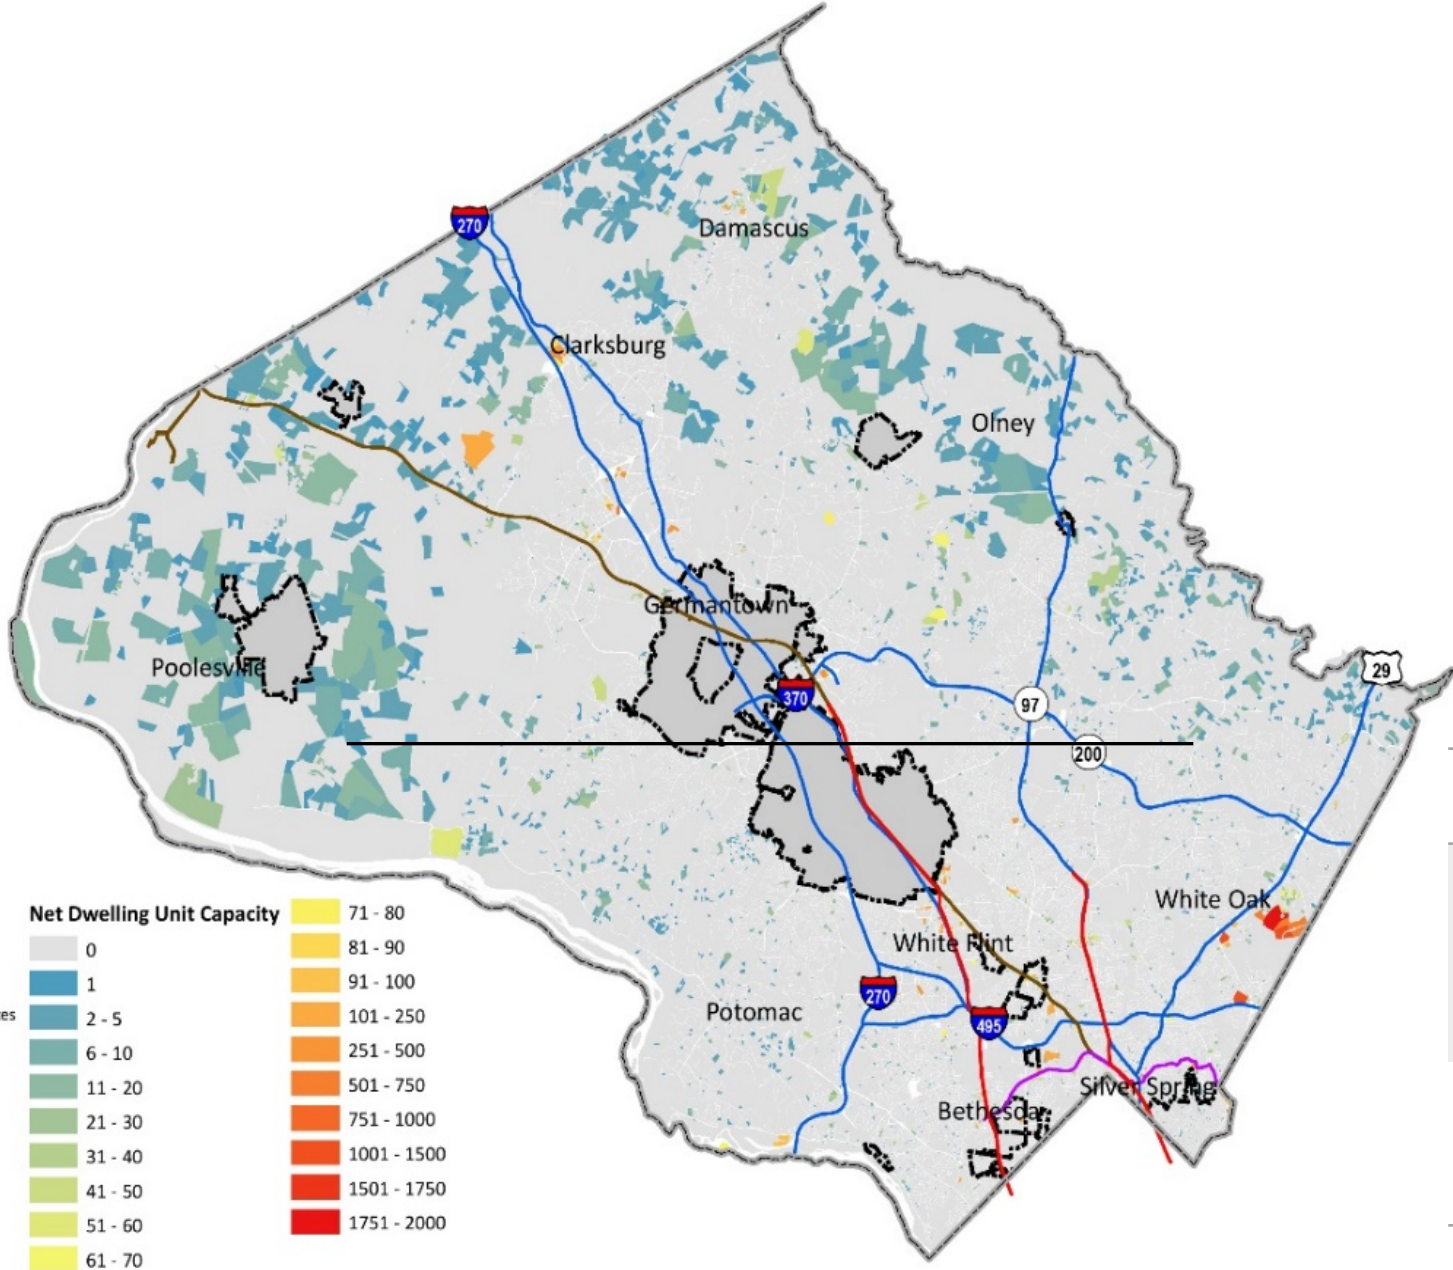 270
Damascus
Clarksburg
Olney
Germantown
Poolesville
29
370
97
200
White Oak
White Flint
270
Potomac
495
Silver Spring
Bethesda
Net Dwelling Unit Capacity
0
1
2 - 5
6 - 10
11 - 20
21 - 30
31 - 40
41 - 50
51 - 60
61 - 70
71 - 80
81 - 90
91 - 100
101 - 250
251 - 500
501 - 750
751 - 1000
1001 - 1500
1501 - 1750
1751 - 2000